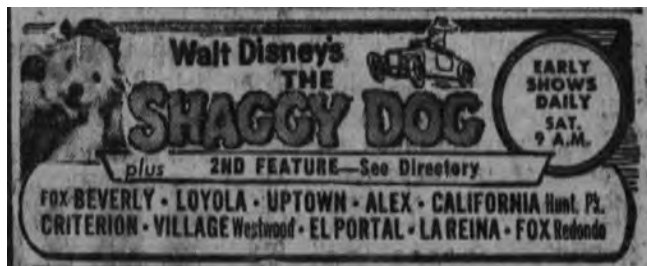 Walt Disney's
THE
SHAGGY DOG
EARLY
SHOWS
DAILY
SAT.
9 A.M.
plus 2ND FEATURE—See Directory
FOX BEVERLY • LOYOLA • UPTOWN • ALEX • CALIFORNIA Hunt. Pk.
CRITERION • VILLAGE Westwood • EL PORTAL • LA REINA • FOX Redondo